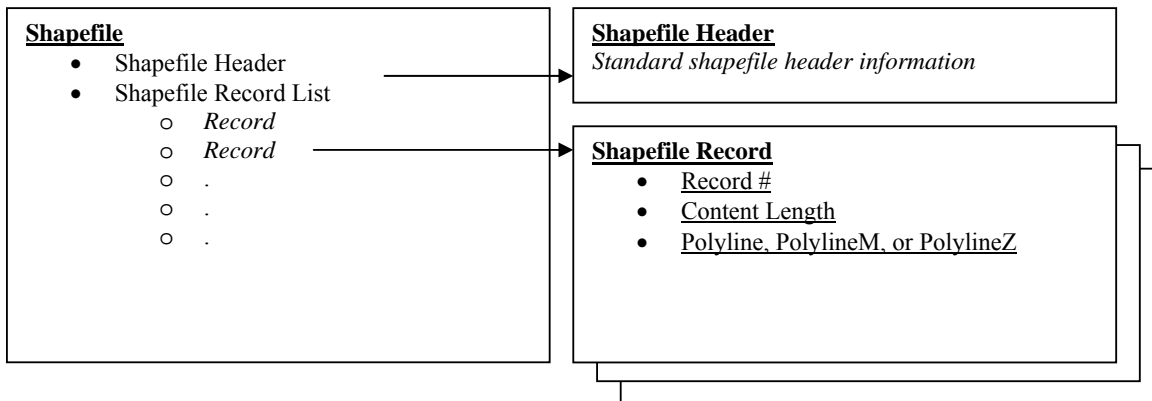 Shapefile
• Shapefile Header
• Shapefile Record List
o Record
o Record
o .
o .
o .
Shapefile Header
Standard shapefile header information
Shapefile Record
• Record #
• Content Length
• Polyline, PolylineM, or PolylineZ